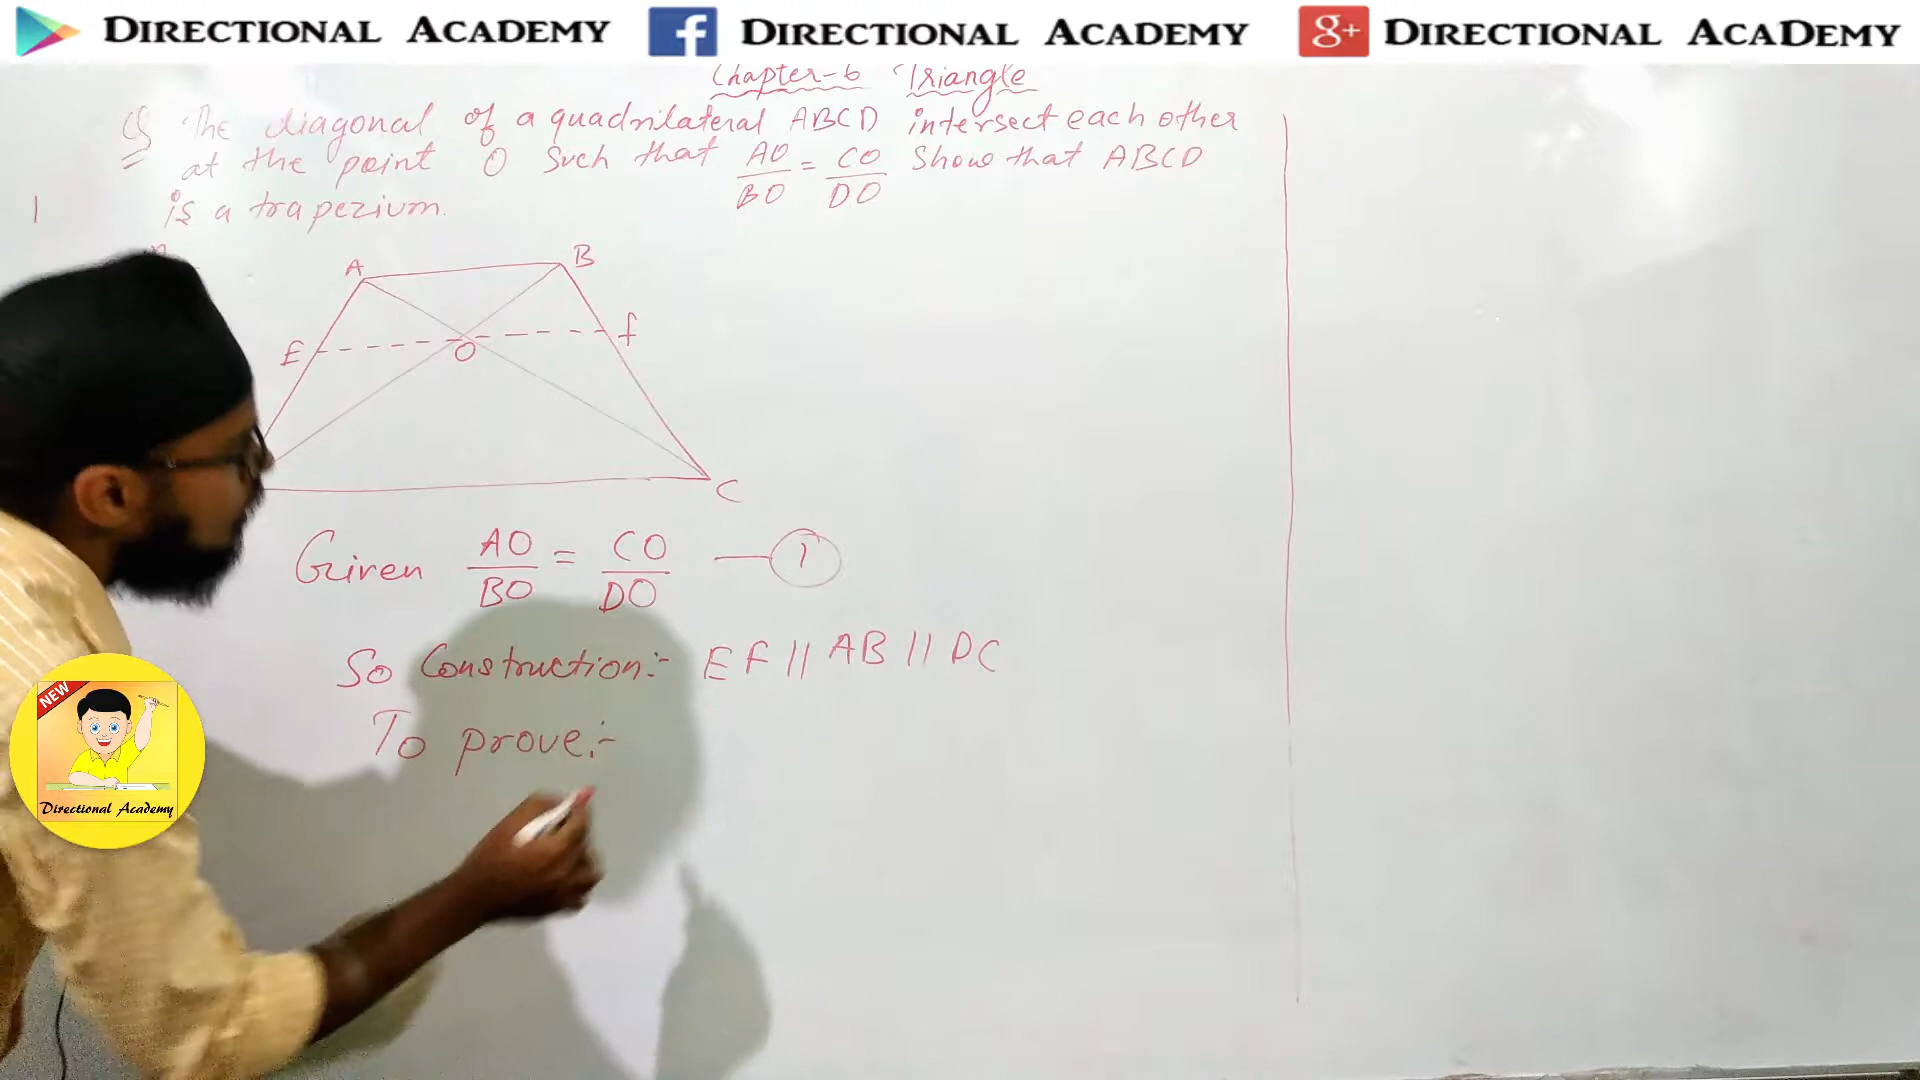 DIRECTIONAL ACADEMY f DIRECTIONAL ACADEMY g+ DIRECTIONAL ACADEMY
Chapter-6 Triangle
Q The diagonal of a quadrilateral ABCD intersect each other
at the point O Such that AO/BO = CO/DO Show that ABCD
is a trapezium.
1
A B
E O f
C
Given AO/BO = CO/DO — 1
So Construction:- EF // AB // DC
To prove:-
NEW
Directional Academy